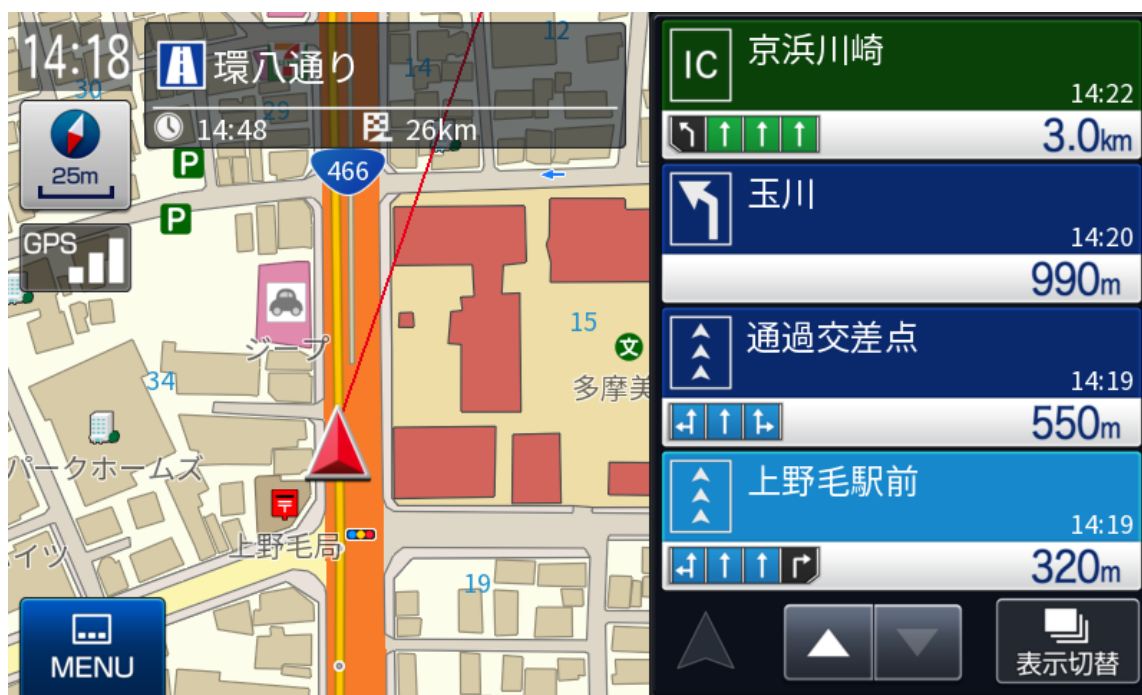 14:18
環八通り
14:48
26km
12
14
29
30
25m
P
466
P
GPS
15
文
ジープ
多摩美
34
パークホームズ
〒
上野毛局
イツ
19
MENU
IC
京浜川崎
14:22
3.0km
玉川
14:20
990m
通過交差点
14:19
550m
上野毛駅前
14:19
320m
表示切替